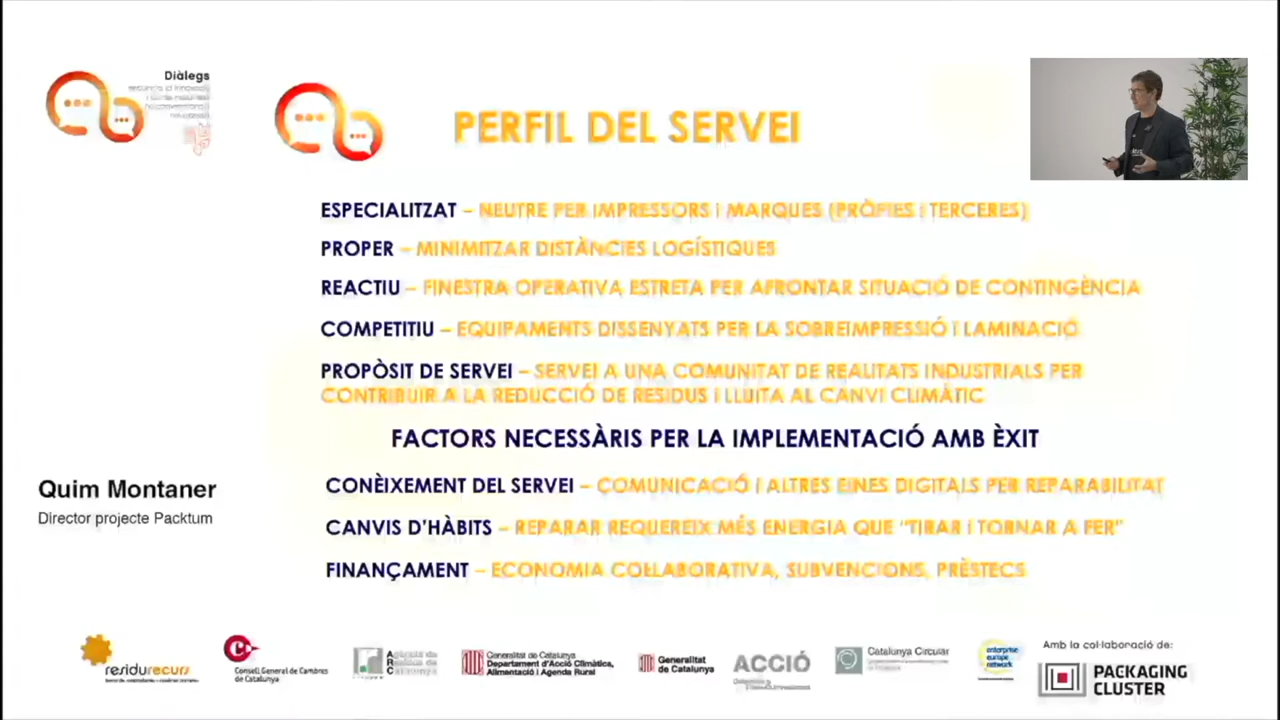 Diàlegs
PERFIL DEL SERVEI
ESPECIALITZAT – NEUTRE PER IMPRESSORS I MARQUES (PRÒPIES I TERCERES)
PROPER – MINIMITZAR DISTÀNCIES LOGÍSTIQUES
REACTIU – FINESTRA OPERATIVA ESTRETA PER AFRONTAR SITUACIÓ DE CONTINGÈNCIA
COMPETITIU – EQUIPAMENTS DISSENYATS PER LA SOBREIMPRESSIÓ I LAMINACIÓ
PROPÒSIT DE SERVEI – SERVEI A UNA COMUNITAT DE REALITATS INDUSTRIALS PER
CONTRIBUIR A LA REDUCCIÓ DE RESIDUS I LLUITA AL CANVI CLIMÀTIC
FACTORS NECESSÀRIS PER LA IMPLEMENTACIÓ AMB ÈXIT
CONÈIXEMENT DEL SERVEI – COMUNICACIÓ I ALTRES EINES DIGITALS PER REPARABILITAT
CANVIS D'HÀBITS – REPARAR REQUEREIX MÉS ENERGIA QUE "TIRAR I TORNAR A FER"
FINANÇAMENT – ECONOMIA COL·LABORATIVA, SUBVENCIONS, PRÈSTECS
Quim Montaner
Director projecte Packtum
residurecurs
Consell General de Cambres
de Catalunya
Agència de
Residus de
Catalunya
Generalitat de Catalunya
Departament d'Acció Climàtica,
Alimentació i Agenda Rural
Generalitat
de Catalunya
ACCIÓ
Catalunya Circular
enterprise
europe
network
Amb la col·laboració de:
PACKAGING
CLUSTER